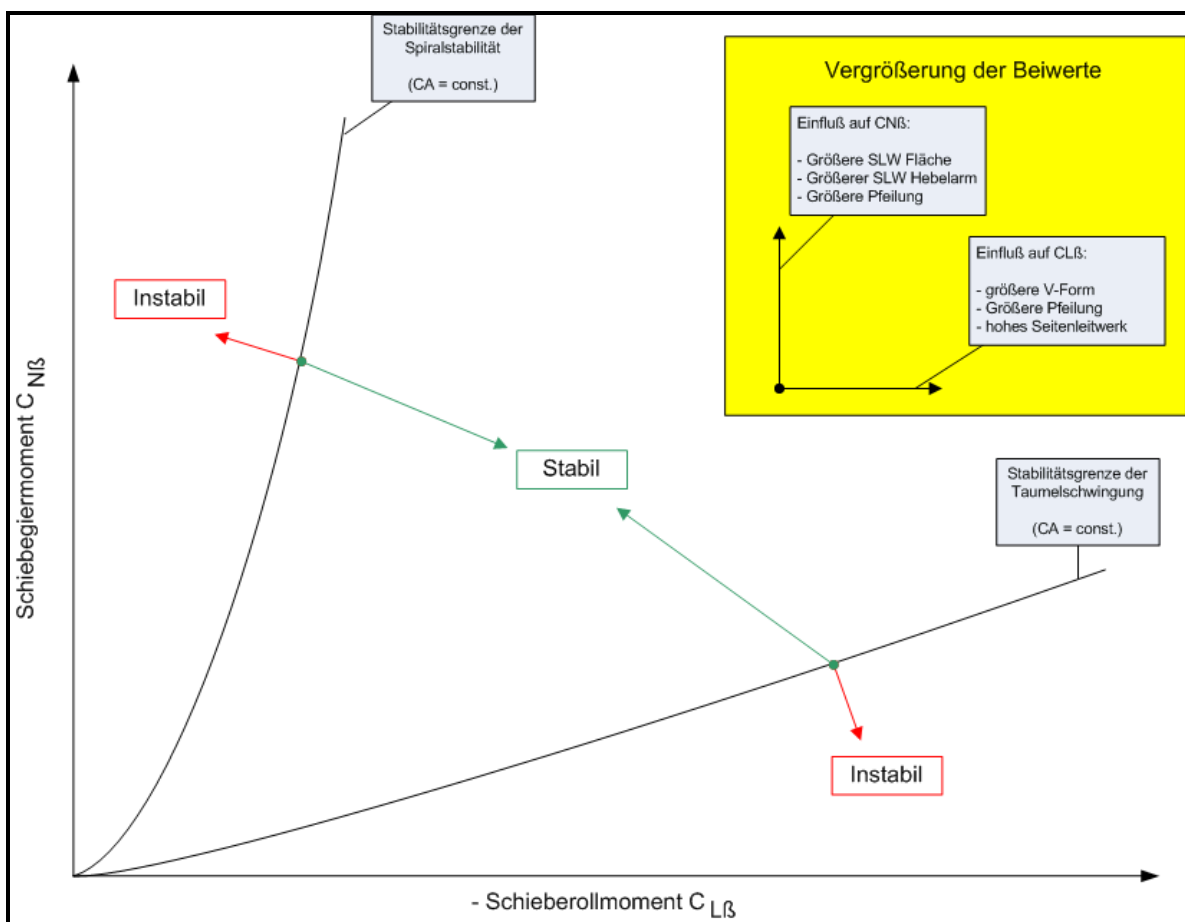 Stabilitätsgrenze der
Spiralstabilität
(CA = const.)
Vergrößerung der Beiwerte
Einfluß auf CNß:
- Größere SLW Fläche
- Größerer SLW Hebelarm
- Größere Pfeilung
Einfluß auf CLß:
- größere V-Form
- Größere Pfeilung
- hohes Seitenleitwerk
Instabil
Schiebegiermoment C Nß
Stabil
Stabilitätsgrenze der
Taumelschwingung
(CA = const.)
Instabil
- Schieberollmoment C Lß